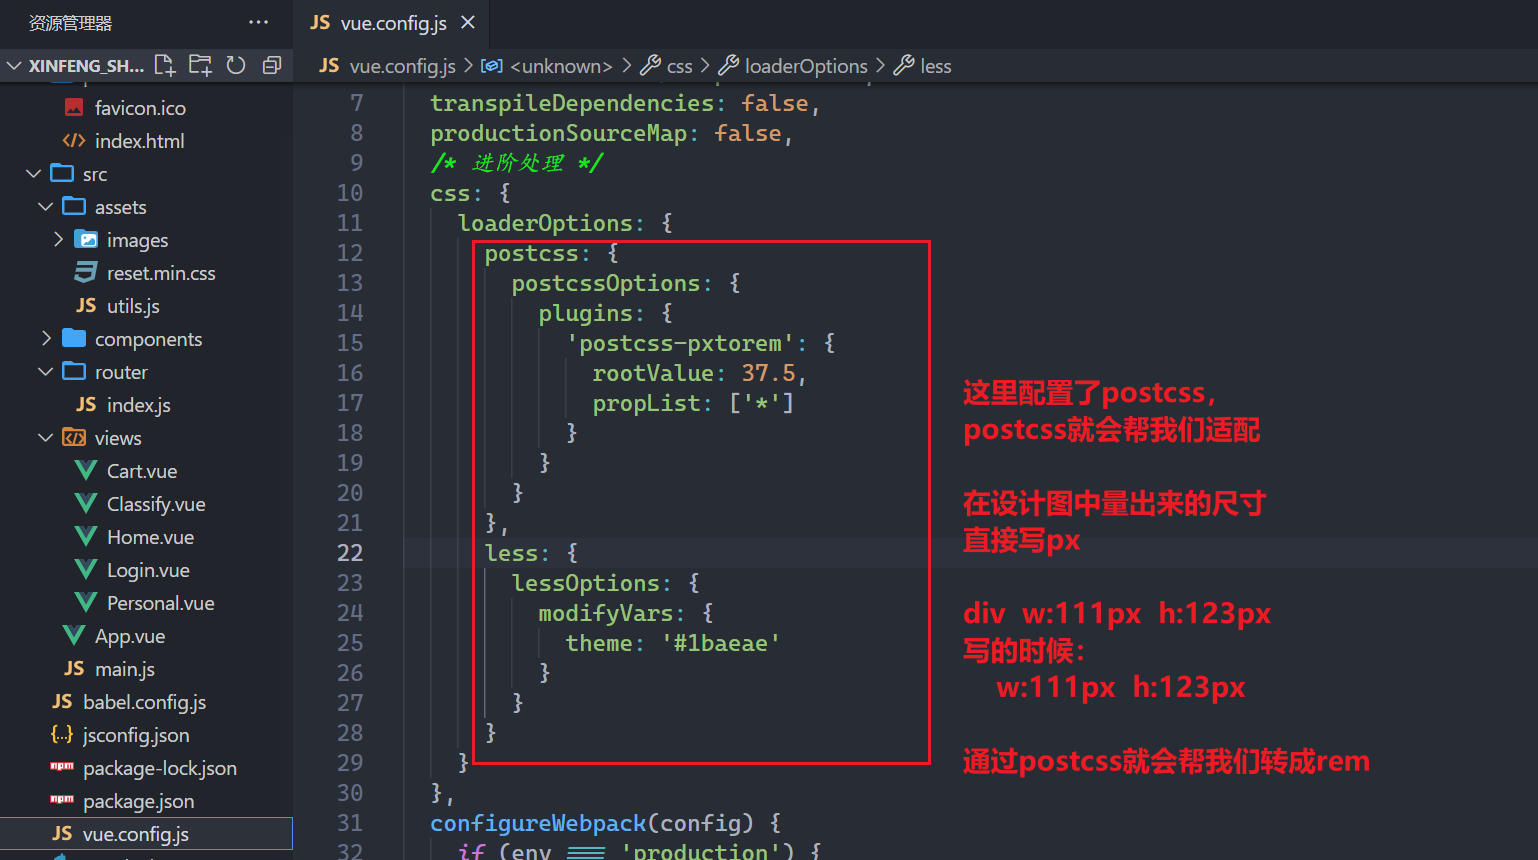 资源管理器
···
JS vue.config.js
XINFENG_SH...
JS vue.config.js > <unknown> > css > loaderOptions > less
favicon.ico
index.html
src
assets
images
reset.min.css
JS utils.js
components
router
JS index.js
views
Cart.vue
Classify.vue
Home.vue
Login.vue
Personal.vue
App.vue
JS main.js
JS babel.config.js
{..} jsconfig.json
npm package-lock.json
npm package.json
JS vue.config.js
7 transpileDependencies: false,
8 productionSourceMap: false,
9 /* 进阶处理 */
10 css: {
11 loaderOptions: {
12 postcss: {
13 postcssOptions: {
14 plugins: {
15 'postcss-pxtorem': {
16 rootValue: 37.5,
17 propList: ['*']
18 }
19 }
20 }
21 },
22 less: {
23 lessOptions: {
24 modifyVars: {
25 theme: '#1baeae'
26 }
27 }
28 }
29 }
30 },
31 configureWebpack(config) {
32 if (env === 'production') {
这里配置了postcss，
postcss就会帮我们适配
在设计图中量出来的尺寸
直接写px
div w:111px h:123px
写的时候：
w:111px h:123px
通过postcss就会帮我们转成rem